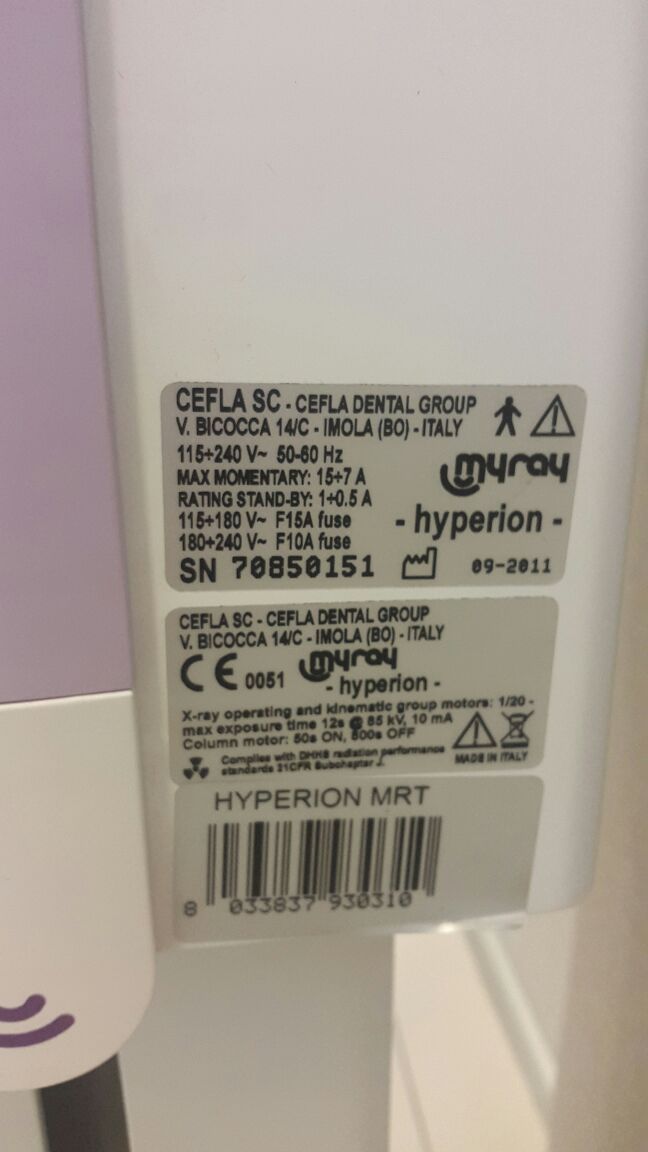 CEFLA SC - CEFLA DENTAL GROUP
V. BICOCCA 14/C - IMOLA (BO) - ITALY
115÷240 V~ 50-60 Hz
MAX MOMENTARY: 15÷7 A
RATING STAND-BY: 1÷0.5 A
115÷180 V~ F15A fuse
180÷240 V~ F10A fuse
myray
- hyperion -
SN 70850151
09-2011
CEFLA SC - CEFLA DENTAL GROUP
V. BICOCCA 14/C - IMOLA (BO) - ITALY
CE 0051
myray
- hyperion -
X-ray operating and kinematic group motors: 1/20 -
max exposure time 12s @ 85 kV, 10 mA
Column motor: 50s ON, 800s OFF
Complies with DHHS radiation performance
standards 21CFR Subchapter J.
MADE IN ITALY
HYPERION MRT
8 033837 930310